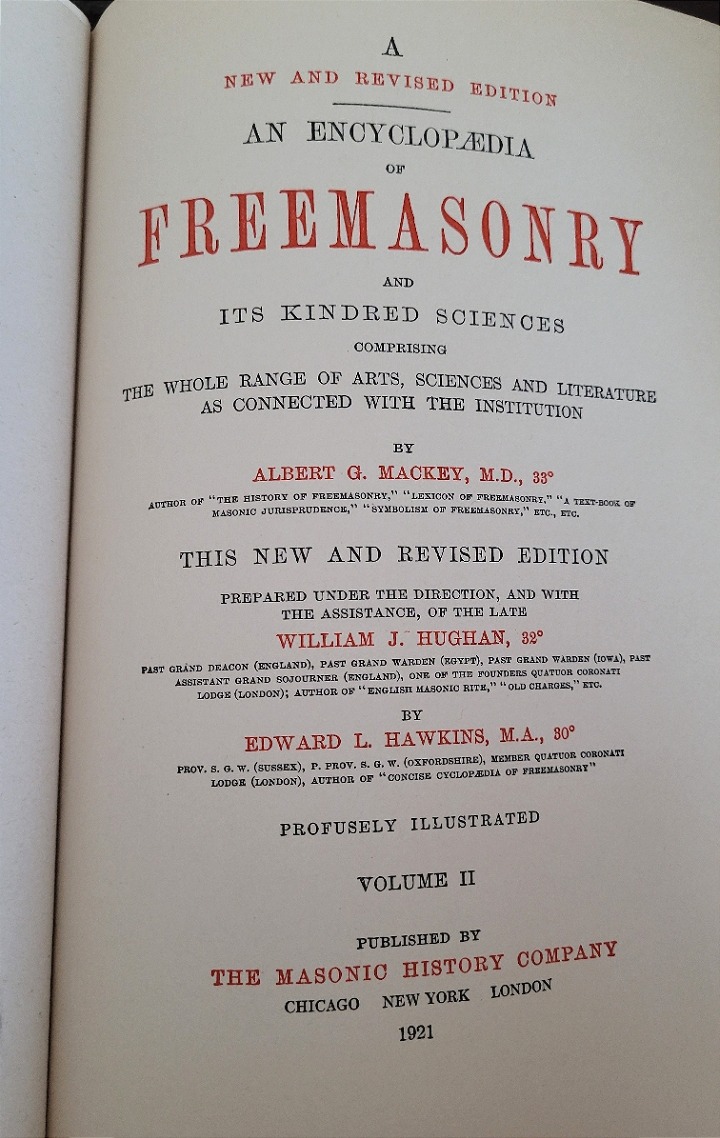 A
NEW AND REVISED EDITION
AN ENCYCLOPÆDIA
OF
FREEMASONRY
AND
ITS KINDRED SCIENCES
COMPRISING
THE WHOLE RANGE OF ARTS, SCIENCES AND LITERATURE
AS CONNECTED WITH THE INSTITUTION
BY
ALBERT G. MACKEY, M.D., 33°
AUTHOR OF "THE HISTORY OF FREEMASONRY," "LEXICON OF FREEMASONRY," "A TEXT-BOOK OF
MASONIC JURISPRUDENCE," "SYMBOLISM OF FREEMASONRY," ETC., ETC.
THIS NEW AND REVISED EDITION
PREPARED UNDER THE DIRECTION, AND WITH
THE ASSISTANCE, OF THE LATE
WILLIAM J. HUGHAN, 32°
PAST GRAND DEACON (ENGLAND), PAST GRAND WARDEN (EGYPT), PAST GRAND WARDEN (IOWA), PAST
ASSISTANT GRAND SOJOURNER (ENGLAND), ONE OF THE FOUNDERS QUATUOR CORONATI
LODGE (LONDON); AUTHOR OF "ENGLISH MASONIC RITE," "OLD CHARGES," ETC.
BY
EDWARD L. HAWKINS, M.A., 30°
PROV. S. G. W. (SUSSEX), P. PROV. S. G. W. (OXFORDSHIRE), MEMBER QUATUOR CORONATI
LODGE (LONDON), AUTHOR OF "CONCISE CYCLOPÆDIA OF FREEMASONRY"
PROFUSELY ILLUSTRATED
VOLUME II
PUBLISHED BY
THE MASONIC HISTORY COMPANY
CHICAGO NEW YORK LONDON
1921